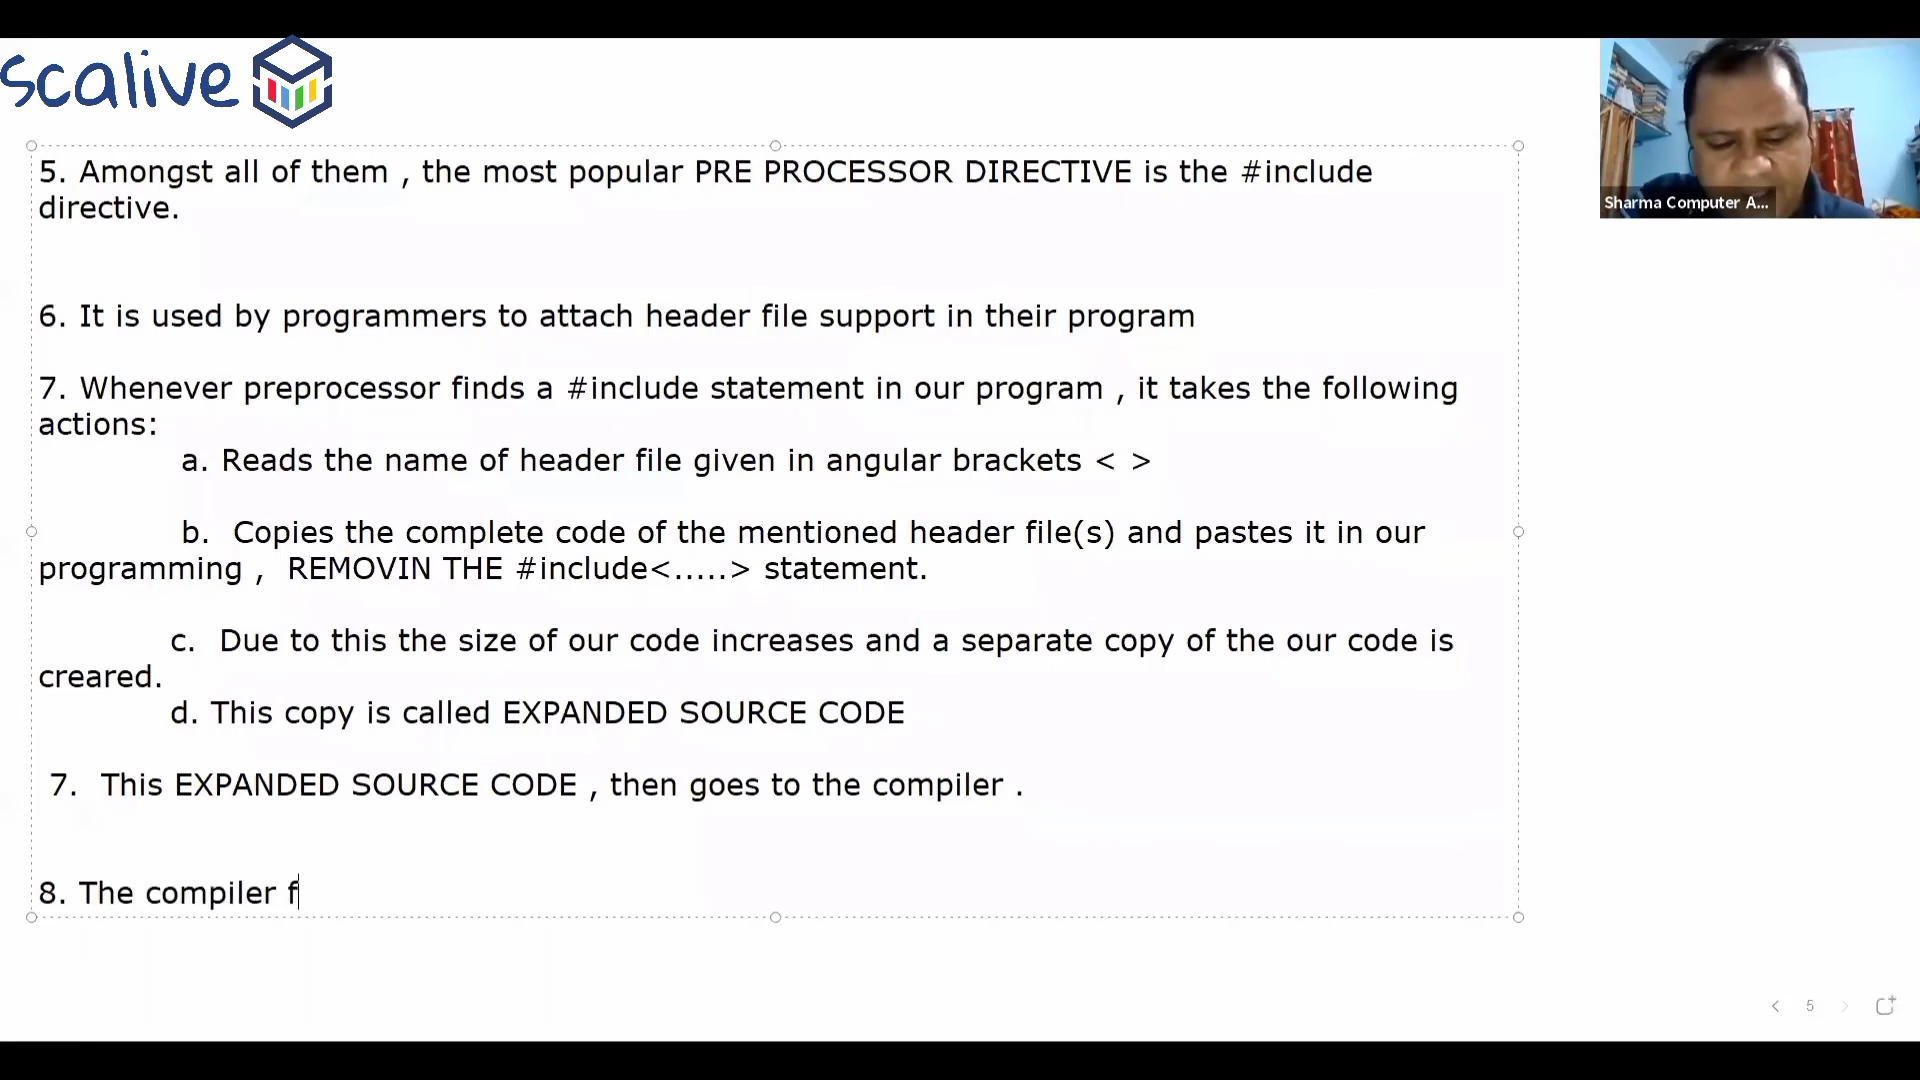 scalive
Sharma Computer A...
5. Amongst all of them , the most popular PRE PROCESSOR DIRECTIVE is the #include
directive.
6. It is used by programmers to attach header file support in their program
7. Whenever preprocessor finds a #include statement in our program , it takes the following
actions:
a. Reads the name of header file given in angular brackets < >
b. Copies the complete code of the mentioned header file(s) and pastes it in our
programming , REMOVIN THE #include<.....> statement.
c. Due to this the size of our code increases and a separate copy of the our code is
creared.
d. This copy is called EXPANDED SOURCE CODE
7. This EXPANDED SOURCE CODE , then goes to the compiler .
8. The compiler f
5